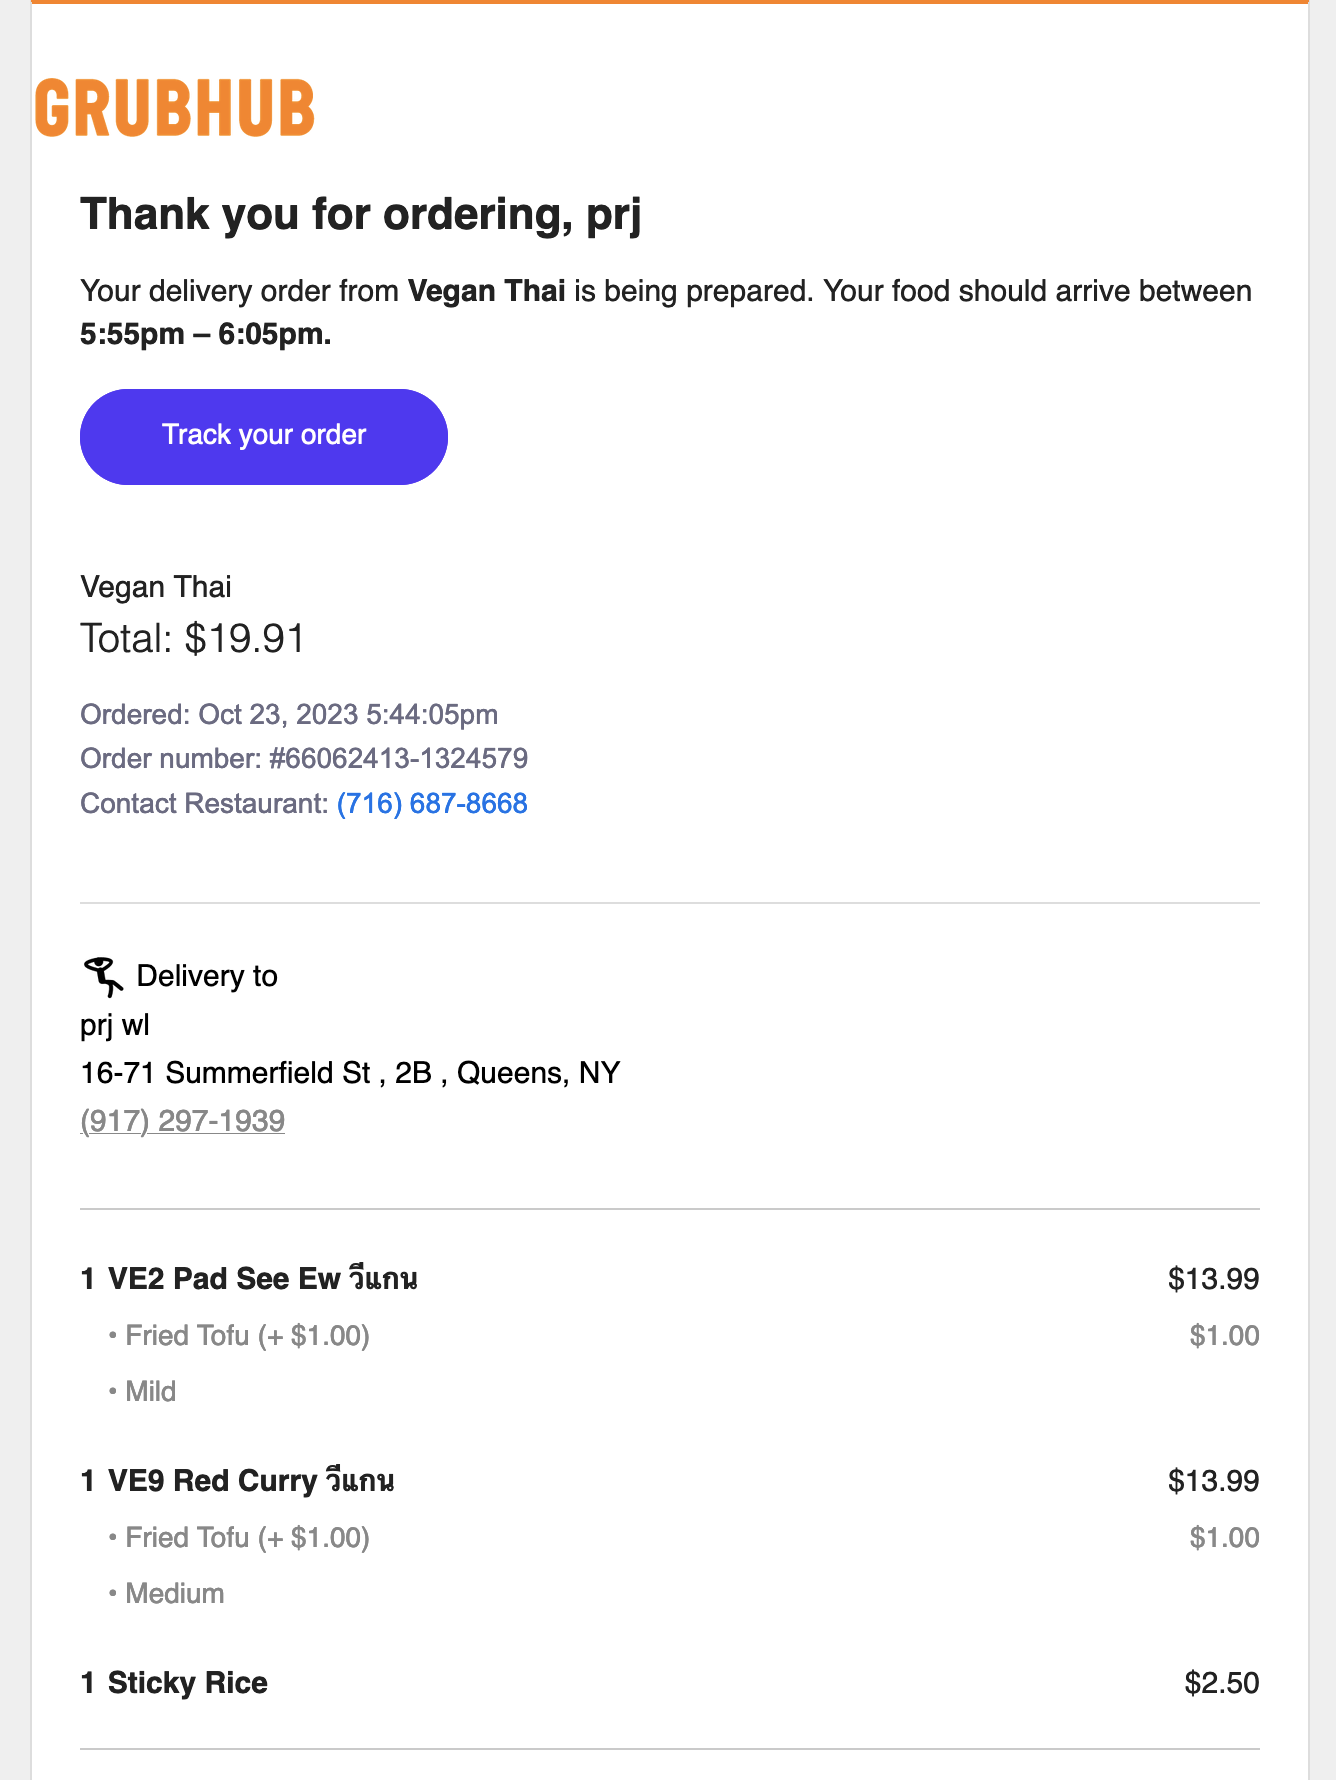 GRUBHUB
Thank you for ordering, prj
Your delivery order from Vegan Thai is being prepared. Your food should arrive between
5:55pm – 6:05pm.
Track your order
Vegan Thai
Total: $19.91
Ordered: Oct 23, 2023 5:44:05pm
Order number: #66062413-1324579
Contact Restaurant: (716) 687-8668
Delivery to
prj wl
16-71 Summerfield St , 2B , Queens, NY
(917) 297-1939
1 VE2 Pad See Ew วีแกน $13.99
• Fried Tofu (+ $1.00) $1.00
• Mild
1 VE9 Red Curry วีแกน $13.99
• Fried Tofu (+ $1.00) $1.00
• Medium
1 Sticky Rice $2.50